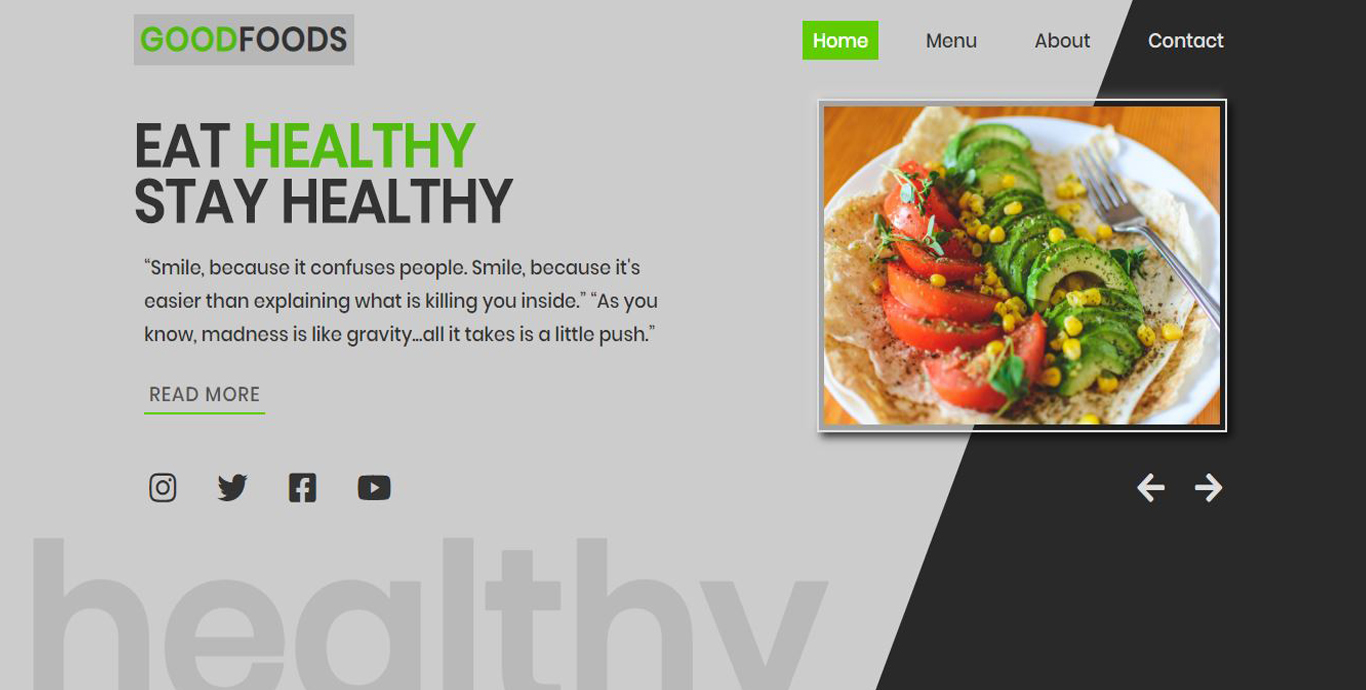 GOODFOODS
Home Menu About Contact
EAT HEALTHY
STAY HEALTHY
“Smile, because it confuses people. Smile, because it's
easier than explaining what is killing you inside.” “As you
know, madness is like gravity...all it takes is a little push.”
READ MORE
healthy